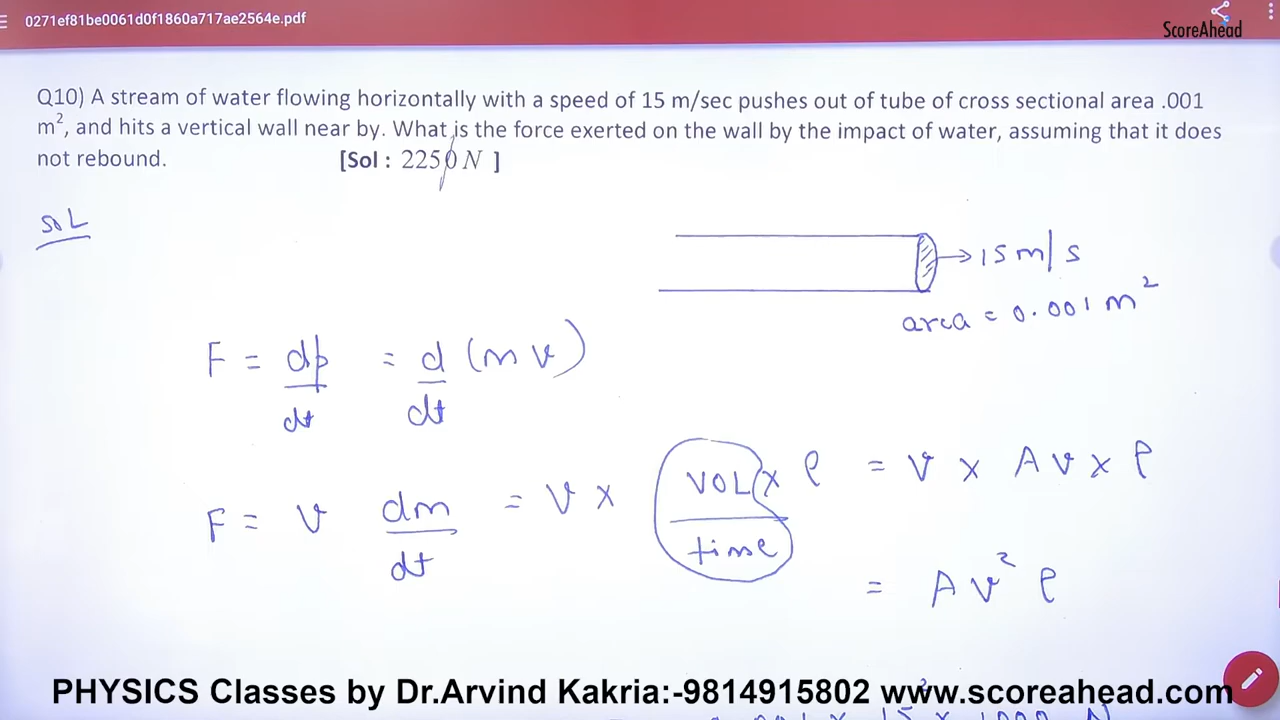 0271ef81be0061d0f1860a717ae2564e.pdf
ScoreAhead
Q10) A stream of water flowing horizontally with a speed of 15 m/sec pushes out of tube of cross sectional area .001
m², and hits a vertical wall near by. What is the force exerted on the wall by the impact of water, assuming that it does
not rebound. [Sol : 2250 N ]
SOL
→15 m/s
area = 0.001 m²
F = dp/dt = d/dt (m v)
F = v dm/dt = v x VOL x ρ / time = v x A v x ρ
= A v² ρ
PHYSICS Classes by Dr.Arvind Kakria:-9814915802 www.scoreahead.com